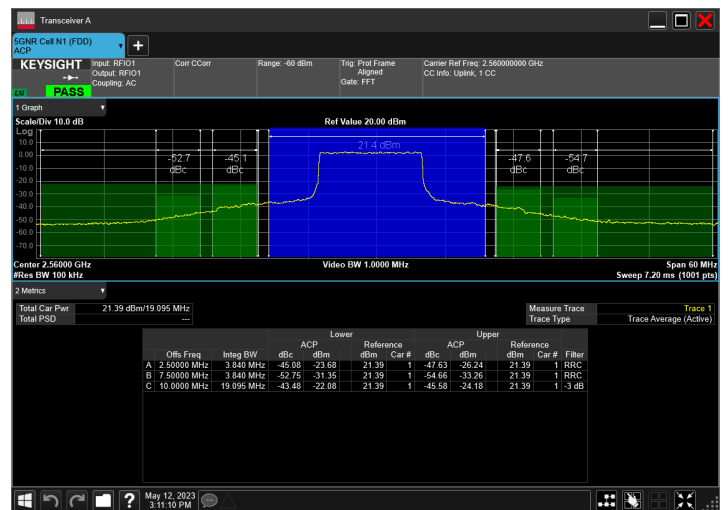 Transceiver A
5GNR Cell N1 (FDD)
ACP
+
KEYSIGHT
LXI
PASS
Input: RFIO1
Output: RFIO1
Coupling: AC
Corr CCorr
Range: -60 dBm
Trig: Prot Frame
Aligned
Gate: FFT
Carrier Ref Freq: 2.560000000 GHz
CC Info: Uplink, 1 CC
1 Graph
Scale/Div 10.0 dB
Ref Value 20.00 dBm
Log
10.0
0.00
-10.0
-20.0
-30.0
-40.0
-50.0
-60.0
-70.0
-52.7
dBc
-45.1
dBc
21.4 dBm
-47.6
dBc
-54.7
dBc
Center 2.56000 GHz
Video BW 1.0000 MHz
Span 60 MHz
#Res BW 100 kHz
Sweep 7.20 ms (1001 pts)
2 Metrics
Total Car Pwr 21.39 dBm/19.095 MHz
Total PSD ---
Measure Trace Trace 1
Trace Type Trace Average (Active)
Lower Upper
ACP Reference ACP Reference
Offs Freq Integ BW dBc dBm dBm Car # dBc dBm dBm Car # Filter
A 2.50000 MHz 3.840 MHz -45.08 -23.68 21.39 1 -47.63 -26.24 21.39 1 RRC
B 7.50000 MHz 3.840 MHz -52.75 -31.35 21.39 1 -54.66 -33.26 21.39 1 RRC
C 10.0000 MHz 19.095 MHz -43.48 -22.08 21.39 1 -45.58 -24.18 21.39 1 -3 dB
?
May 12, 2023
3:11:10 PM